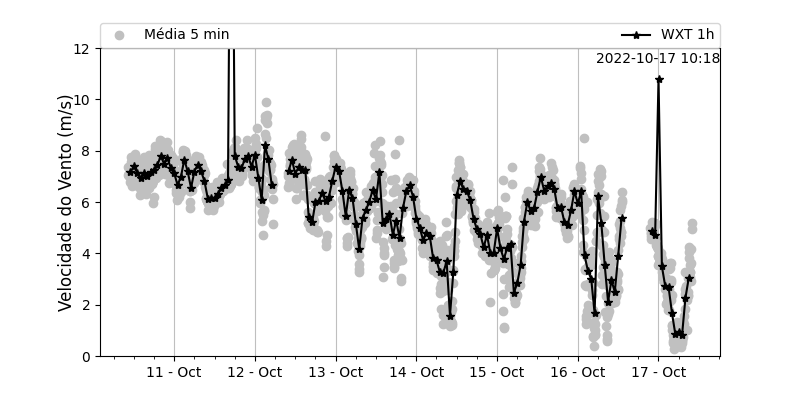 Média 5 min
WXT 1h
2022-10-17 10:18
Velocidade do Vento (m/s)
12
10
8
6
4
2
0
11 - Oct
12 - Oct
13 - Oct
14 - Oct
15 - Oct
16 - Oct
17 - Oct